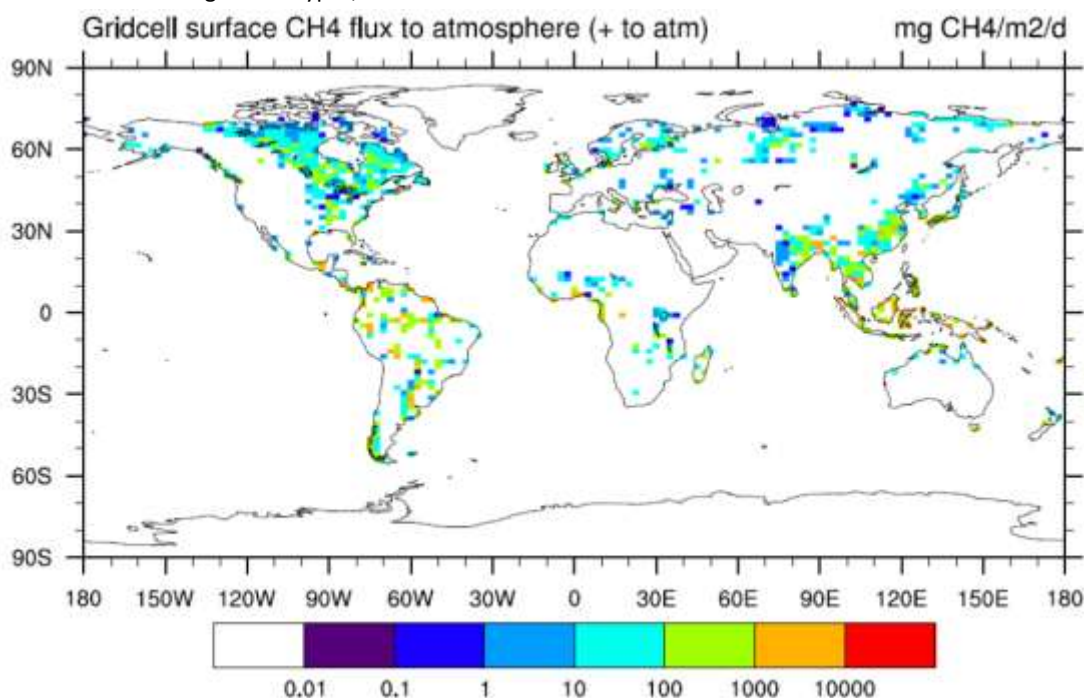 Gridcell surface CH4 flux to atmosphere (+ to atm) mg CH4/m2/d
90N
60N
30N
0
30S
60S
90S
180 150W 120W 90W 60W 30W 0 30E 60E 90E 120E 150E 180
0.01 0.1 1 10 100 1000 10000